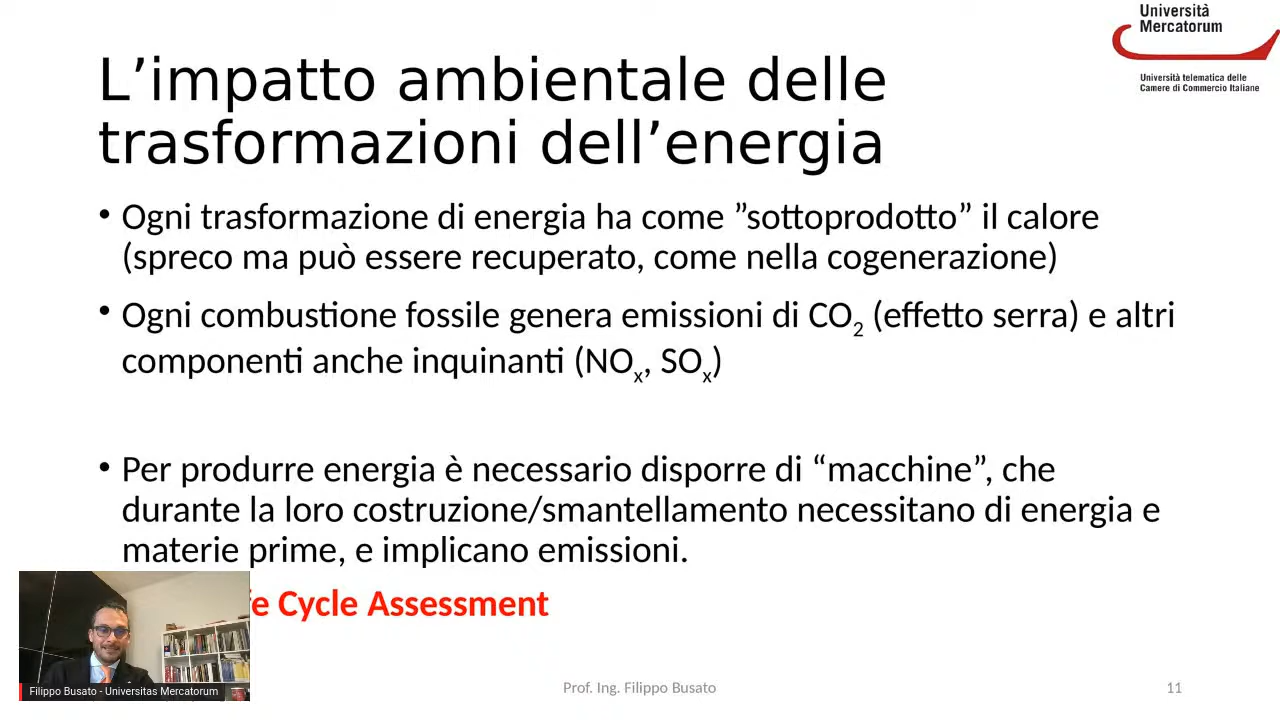 Università
Mercatorum
Università telematica delle
Camere di Commercio Italiane
L’impatto ambientale delle
trasformazioni dell’energia
• Ogni trasformazione di energia ha come ”sottoprodotto” il calore
(spreco ma può essere recuperato, come nella cogenerazione)
• Ogni combustione fossile genera emissioni di CO₂ (effetto serra) e altri
componenti anche inquinanti (NOₓ, SOₓ)
• Per produrre energia è necessario disporre di “macchine”, che
durante la loro costruzione/smantellamento necessitano di energia e
materie prime, e implicano emissioni.
Cycle Assessment
Filippo Busato - Universitas Mercatorum
Prof. Ing. Filippo Busato
11